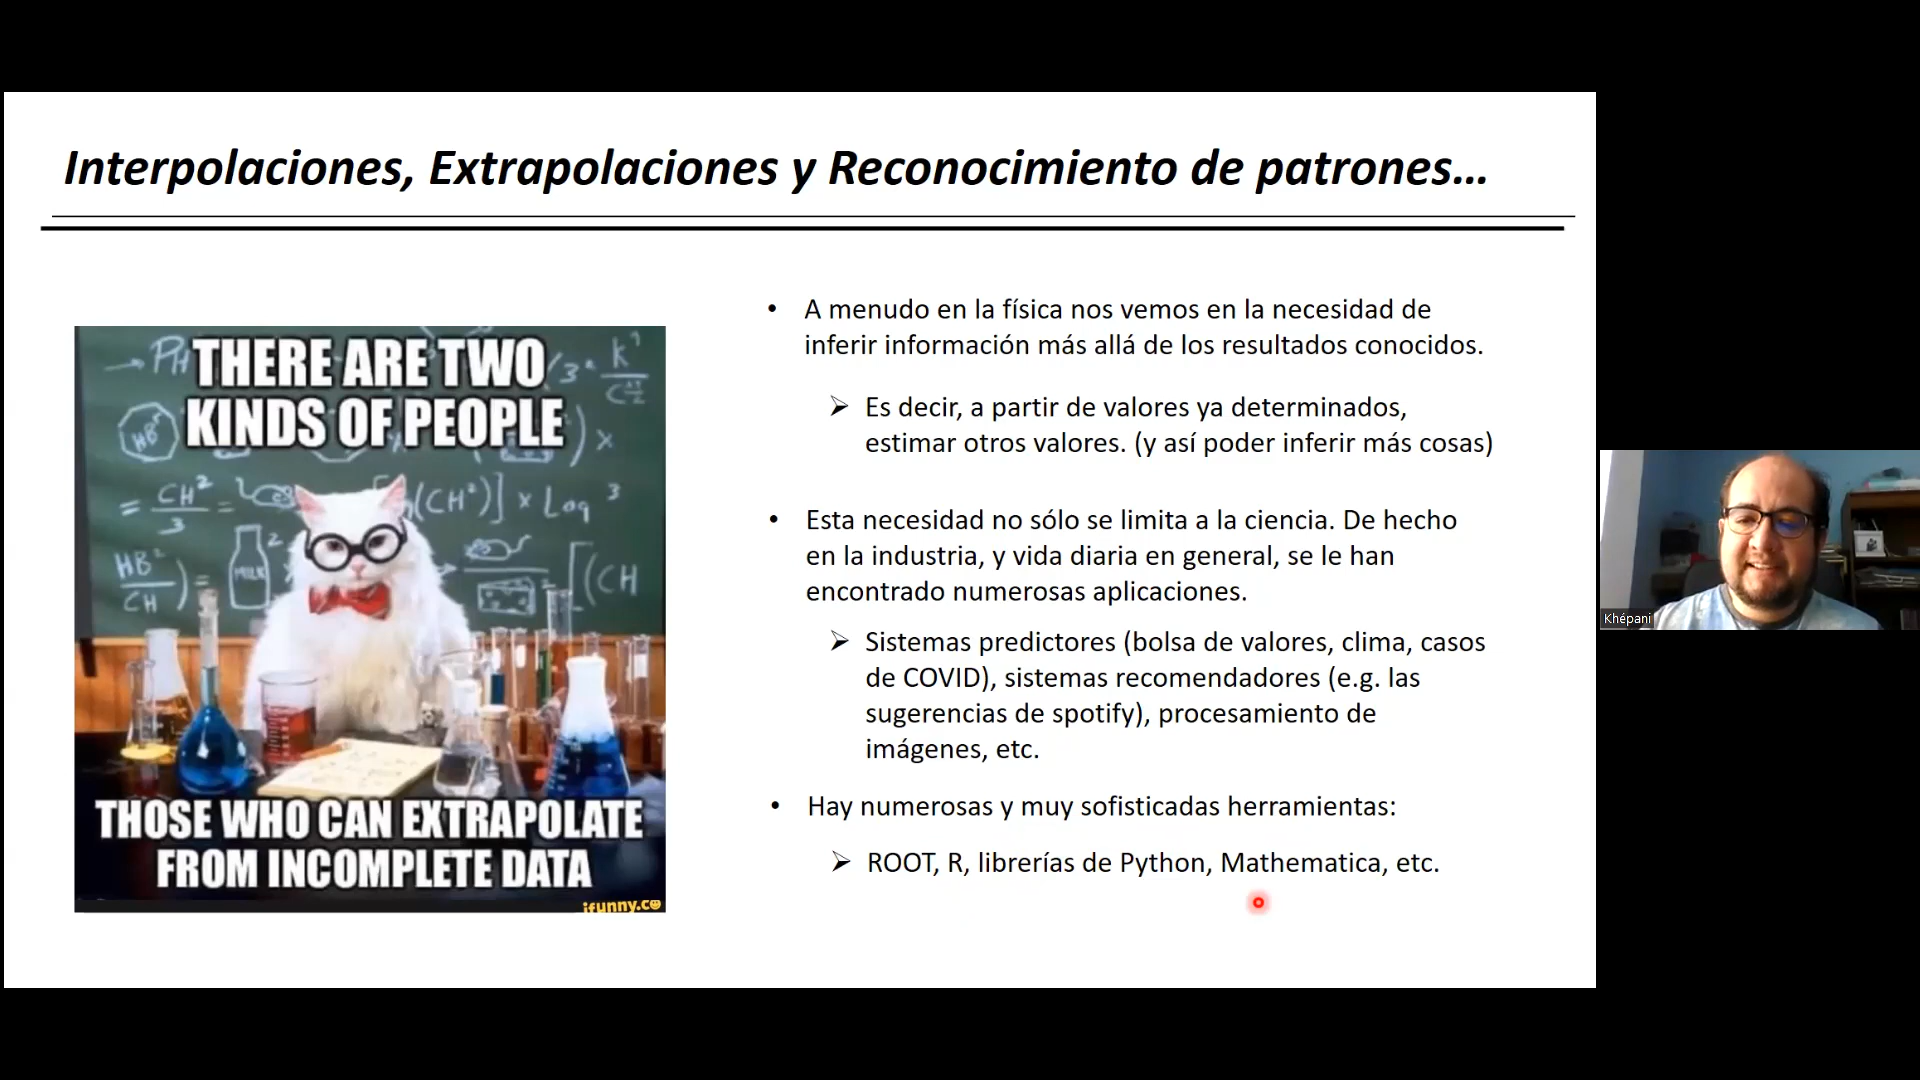 Interpolaciones, Extrapolaciones y Reconocimiento de patrones...
THERE ARE TWO
KINDS OF PEOPLE
THOSE WHO CAN EXTRAPOLATE
FROM INCOMPLETE DATA
ifunny.co
• A menudo en la física nos vemos en la necesidad de
inferir información más allá de los resultados conocidos.
➢ Es decir, a partir de valores ya determinados,
estimar otros valores. (y así poder inferir más cosas)
• Esta necesidad no sólo se limita a la ciencia. De hecho
en la industria, y vida diaria en general, se le han
encontrado numerosas aplicaciones.
➢ Sistemas predictores (bolsa de valores, clima, casos
de COVID), sistemas recomendadores (e.g. las
sugerencias de spotify), procesamiento de
imágenes, etc.
• Hay numerosas y muy sofisticadas herramientas:
➢ ROOT, R, librerías de Python, Mathematica, etc.
Khépani